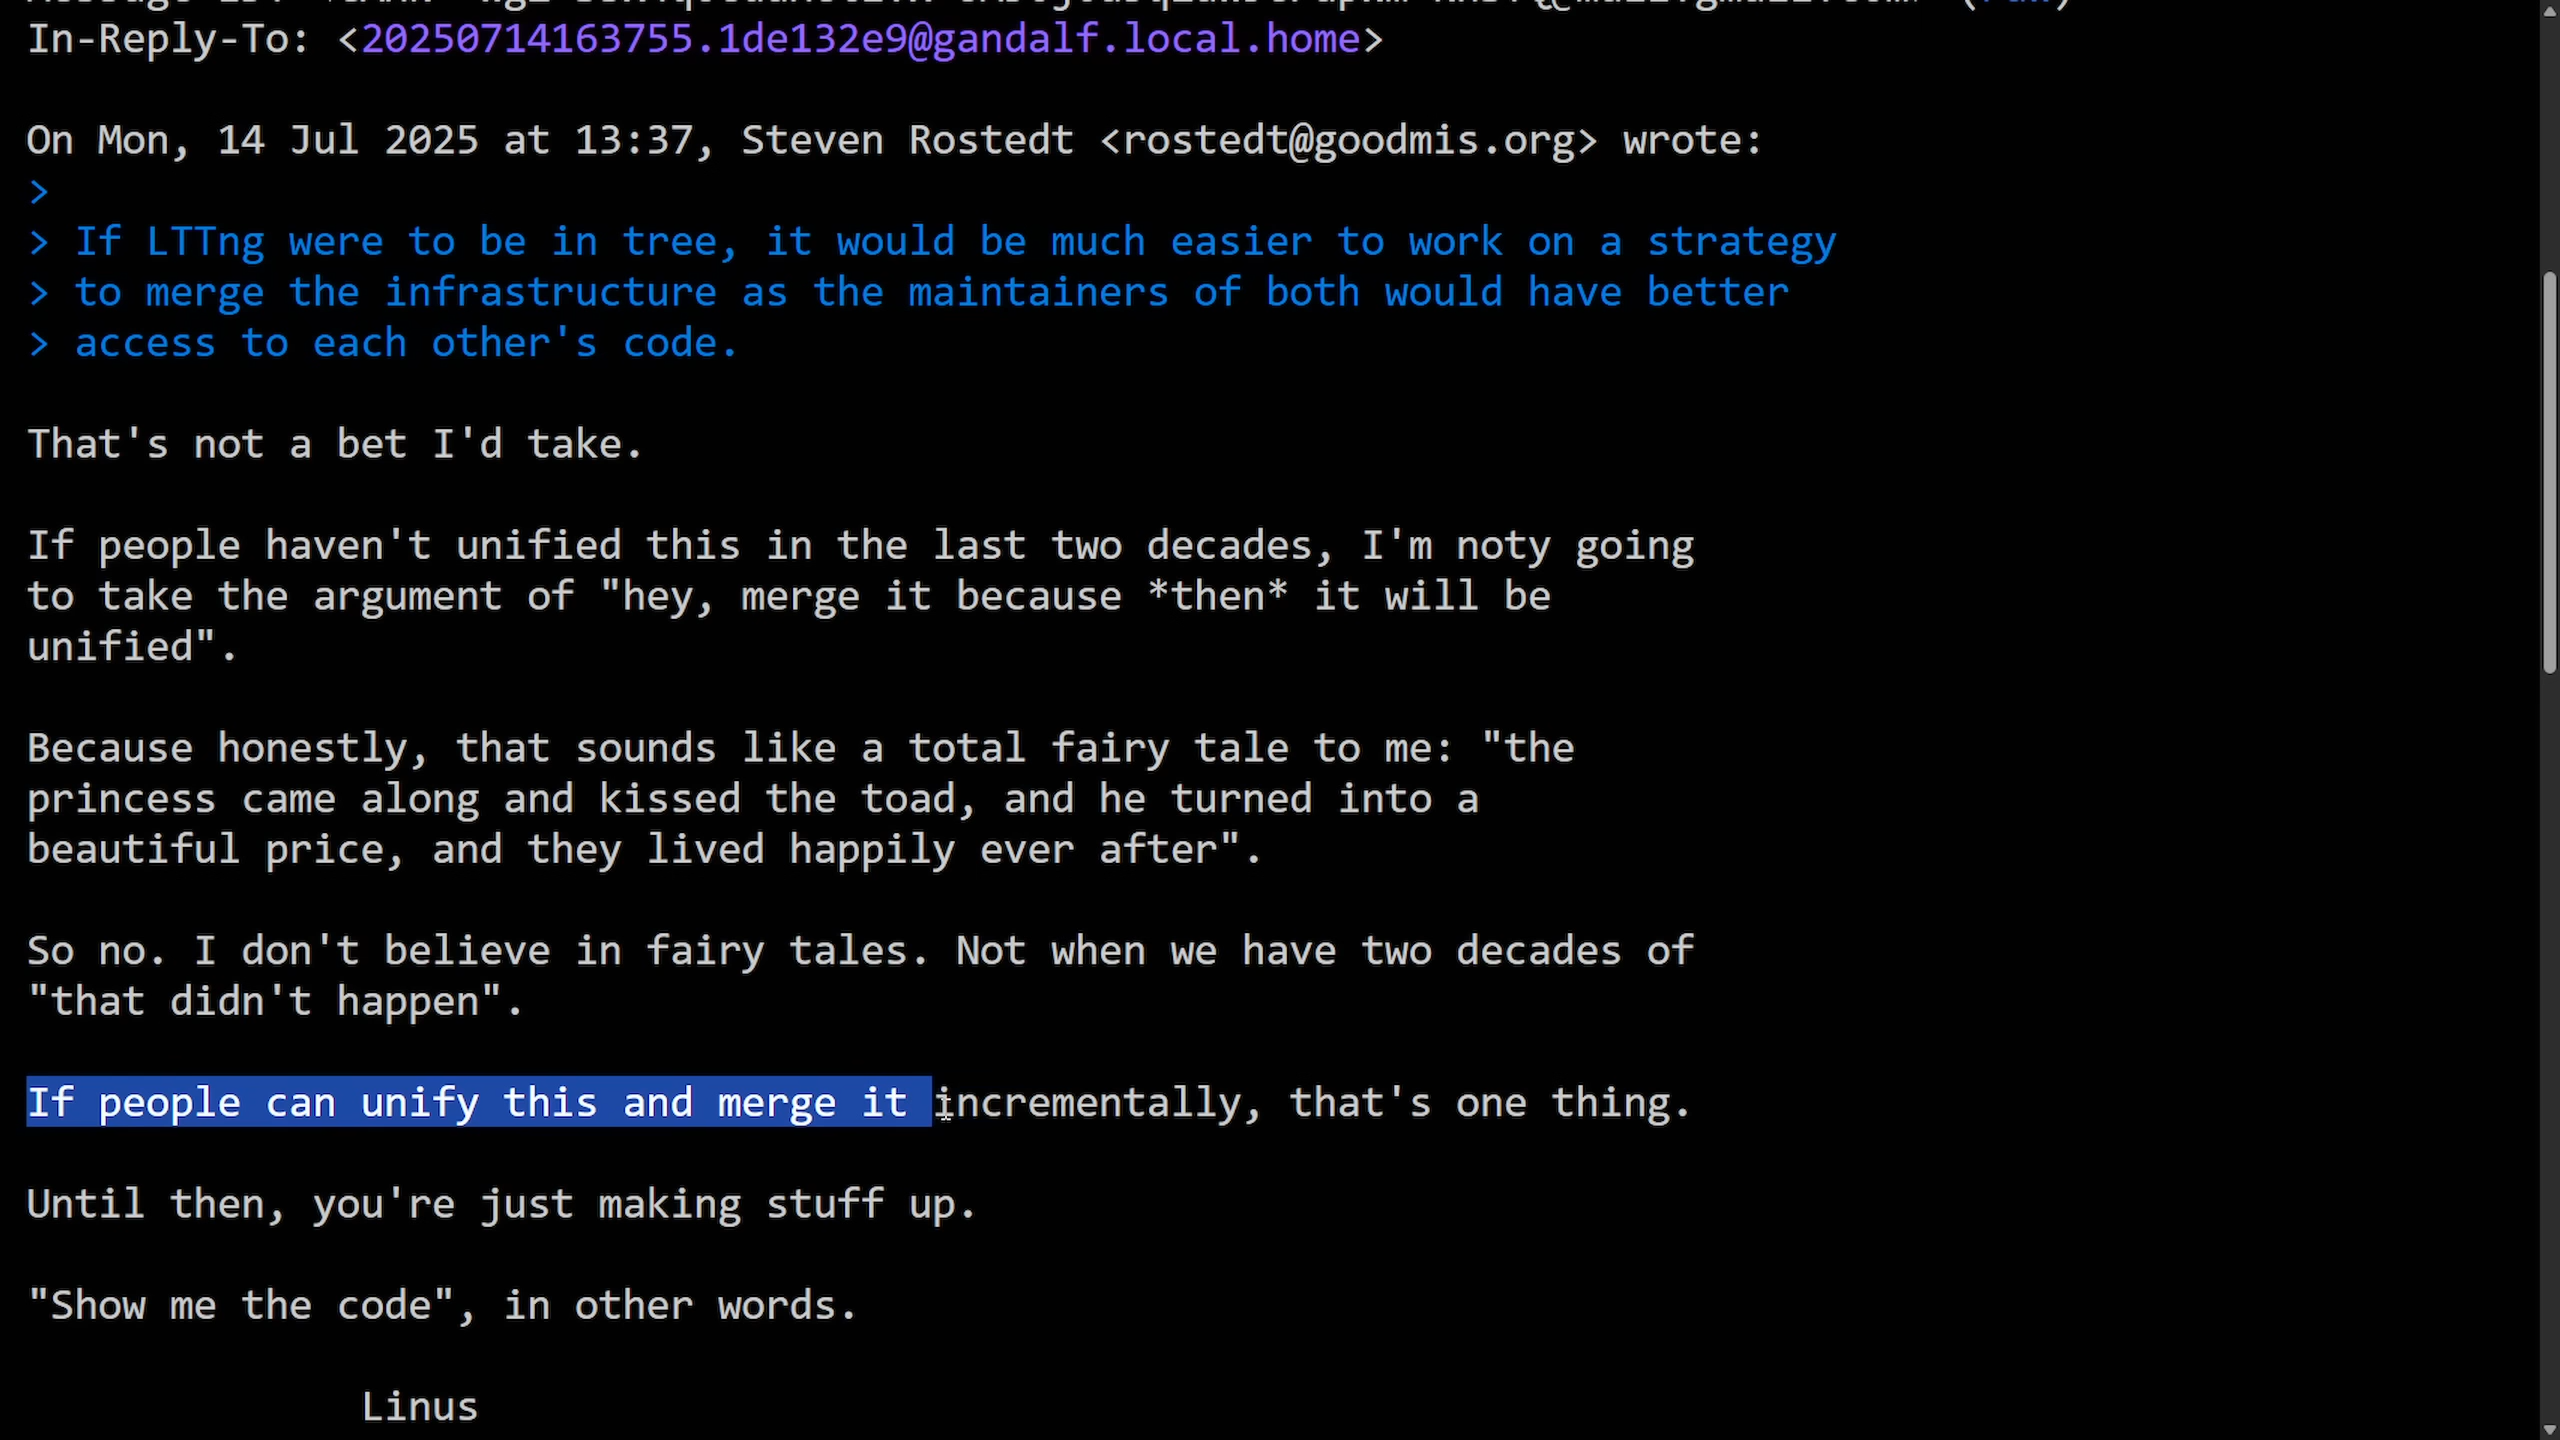 In-Reply-To: <20250714163755.1de132e9@gandalf.local.home>
On Mon, 14 Jul 2025 at 13:37, Steven Rostedt <rostedt@goodmis.org> wrote:
>
> If LTTng were to be in tree, it would be much easier to work on a strategy
> to merge the infrastructure as the maintainers of both would have better
> access to each other's code.
That's not a bet I'd take.
If people haven't unified this in the last two decades, I'm noty going
to take the argument of "hey, merge it because *then* it will be
unified".
Because honestly, that sounds like a total fairy tale to me: "the
princess came along and kissed the toad, and he turned into a
beautiful price, and they lived happily ever after".
So no. I don't believe in fairy tales. Not when we have two decades of
"that didn't happen".
If people can unify this and merge it incrementally, that's one thing.
Until then, you're just making stuff up.
"Show me the code", in other words.
Linus